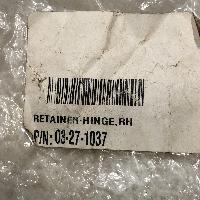 RETAINER-HINGE, RH
P/N: 03-27-1037